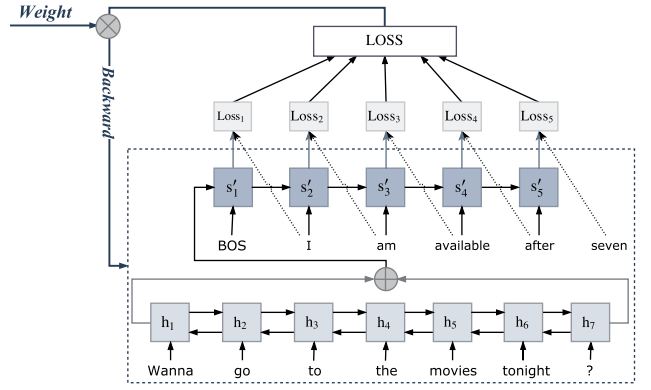 Weight
LOSS
Backward
Loss₁ Loss₂ Loss₃ Loss₄ Loss₅
s′₁ s′₂ s′₃ s′₄ s′₅
BOS I am available after seven
h₁ h₂ h₃ h₄ h₅ h₆ h₇
Wanna go to the movies tonight ?